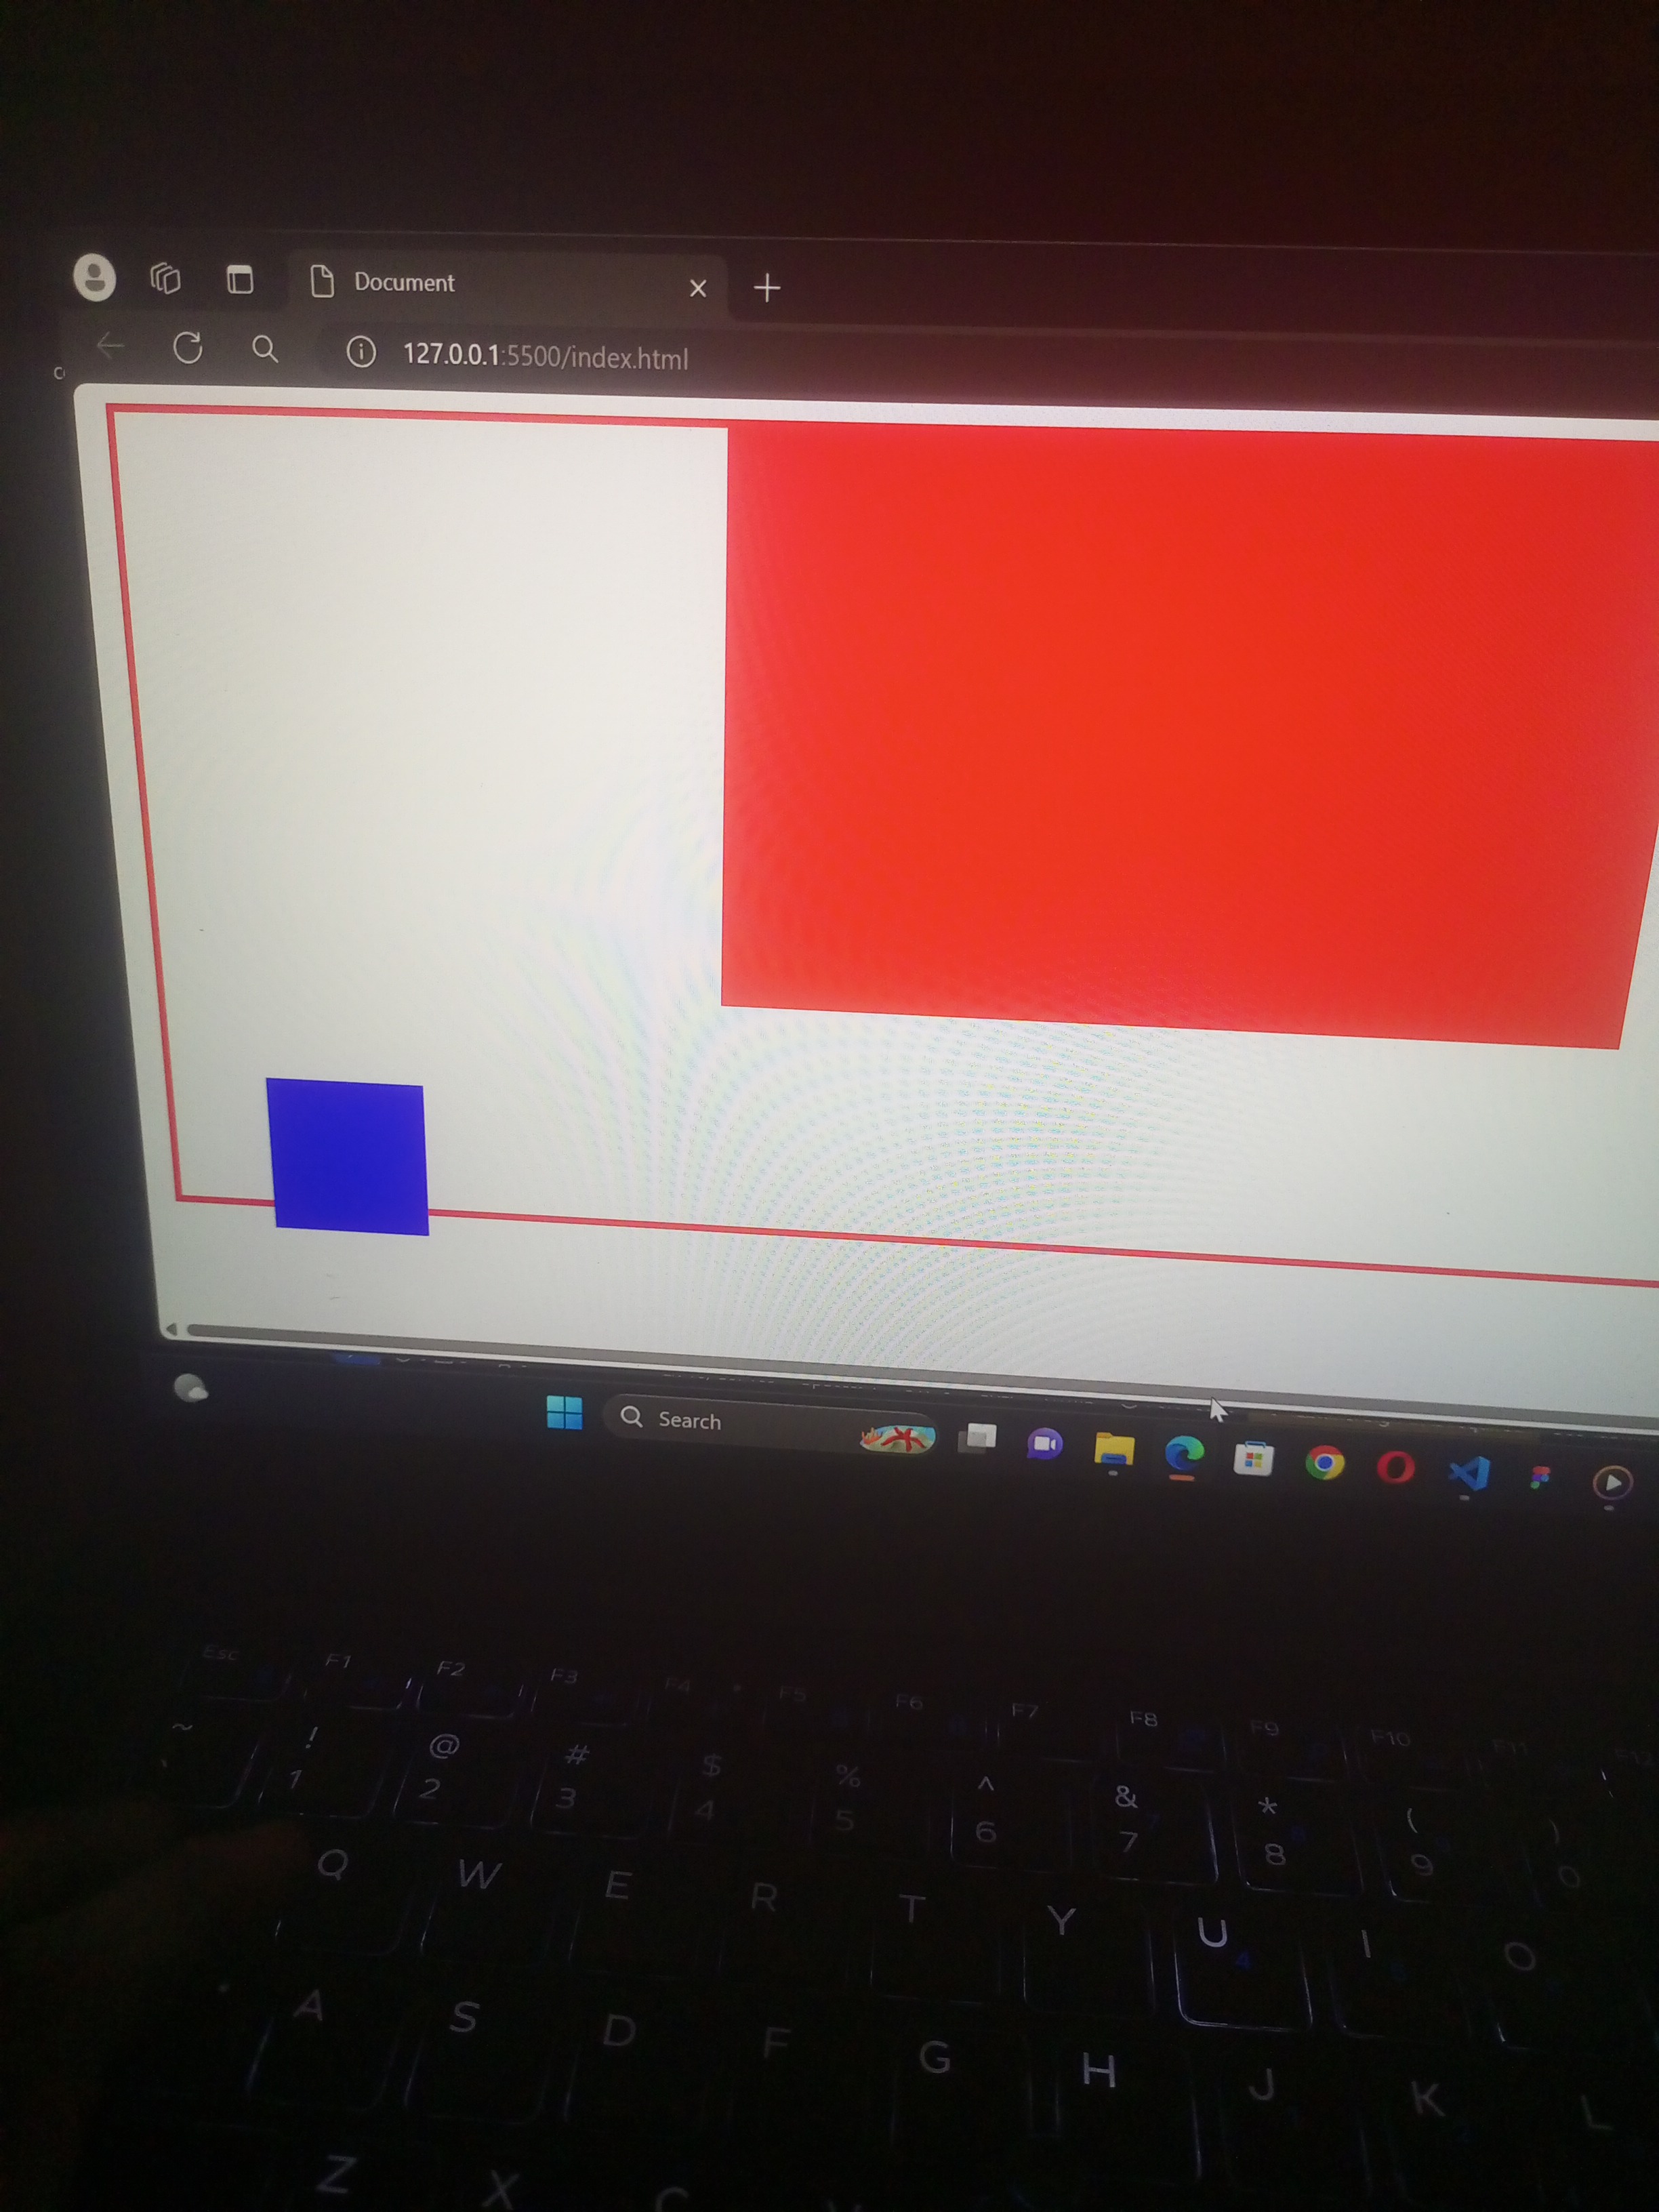 Document
127.0.0.1:5500/index.html
Search
Esc F1 F2 F3 F4 F5 F6 F7 F8 F9 F10 F11 F12
~ ! @ # $ % ^ & * ( )
` 1 2 3 4 5 6 7 8 9 0
Q W E R T Y U I O
A S D F G H J K L
Z X C